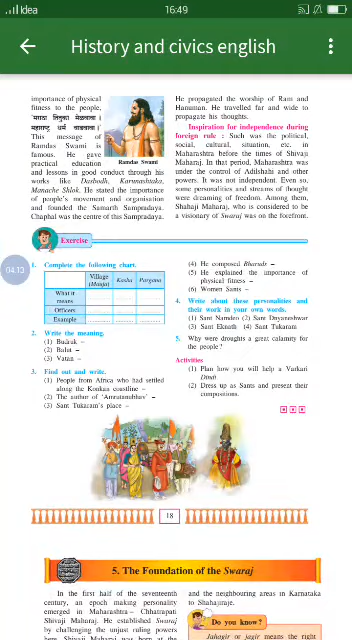 Idea
16:49
History and civics english
importance of physical
fitness to the people,
'मराठा तितुका मेळवावा ।
महाराष्ट्र धर्म वाढवावा।'
This message of
Ramdas Swami is
famous. He gave
practical education
Ramdas Swami
and lessons in good conduct through his
works like Dasbodh, Karunashtaka,
Manache Shlok. He stated the importance
of people's movement and organisation
and founded the Samarth Sampradaya.
Chaphal was the centre of this Sampradaya.
He propagated the worship of Ram and
Hanuman. He travelled far and wide to
propagate his thoughts.
Inspiration for independence during
foreign rule : Such was the political,
social, cultural, situation, etc. in
Maharashtra before the times of Shivaji
Maharaj. In that period, Maharashtra was
under the control of Adilshahi and other
powers. It was not independent. Even so,
some personalities and streams of thought
were dreaming of freedom. Among them,
Shahaji Maharaj, who is considered to be
a visionary of Swaraj was on the forefront.
Exercise
04:13
1. Complete the following chart.
Village (Mouja) Kasba Pargana
What it means
Officers
Example ........... ........... ...........
2. Write the meaning.
(1) Budruk -
(2) Balut -
(3) Vatan -
3. Find out and write.
(1) People from Africa who had settled
along the Konkan coastline -
(2) The author of 'Amrutanubhav' -
(3) Sant Tukaram's place -
(4) He composed Bharuds -
(5) He explained the importance of
physical fitness -
(6) Women Sants -
4. Write about these personalities and
their work in your own words.
(1) Sant Namdev (2) Sant Dnyaneshwar
(3) Sant Eknath (4) Sant Tukaram
5. Why were droughts a great calamity for
the people ?
Activities
(1) Plan how you will help a Varkari
Dindi
(2) Dress up as Sants and present their
compositions.
18
5. The Foundation of the Swaraj
In the first half of the seventeenth
century, an epoch making personality
emerged in Maharashtra - Chhatrapati
Shivaji Maharaj. He established Swaraj
by challenging the unjust ruling powers
here. Shivaji Maharaj was born at the
and the neighbouring areas in Karnataka
to Shahajiraje.
Do you know ?
Jahagir or jagir means the right